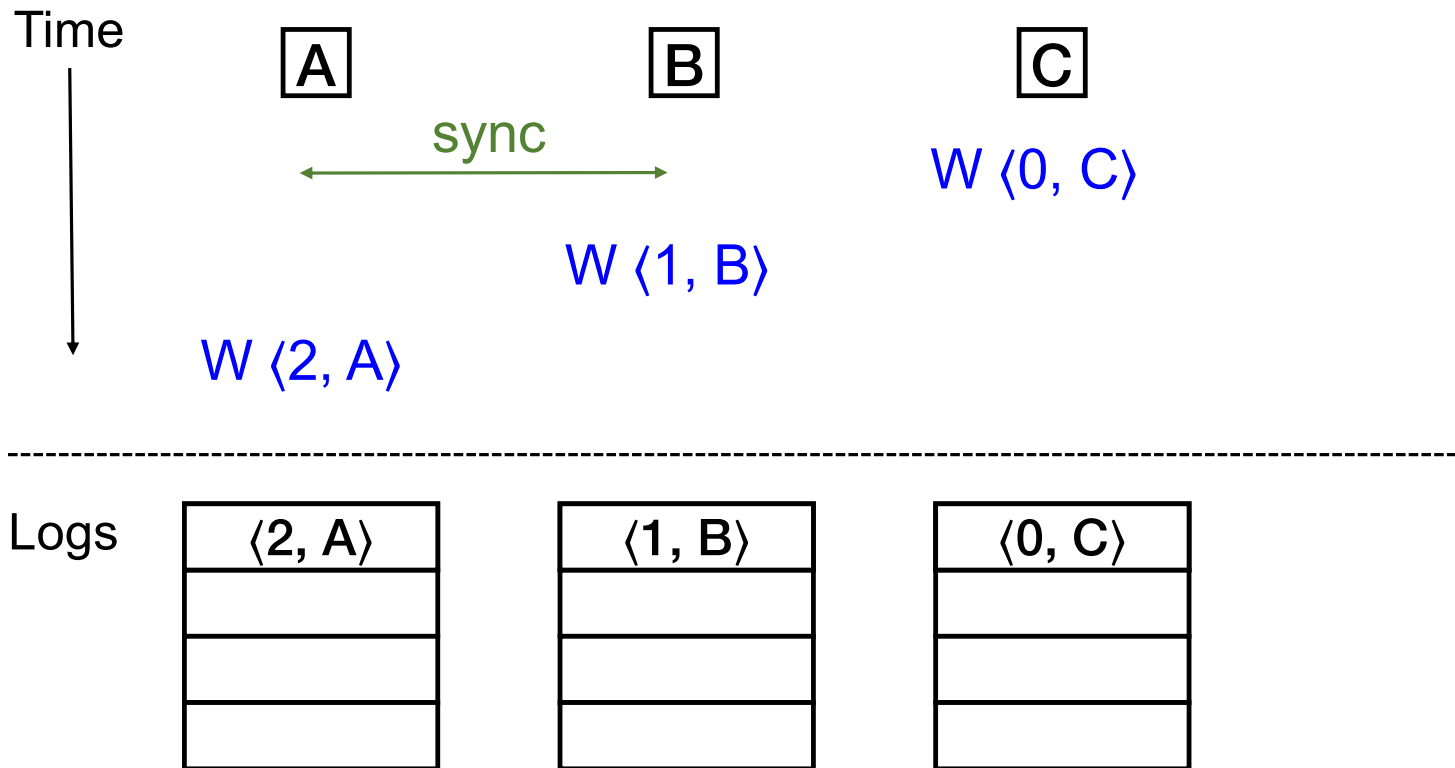 Time
A B C
sync
W ⟨0, C⟩
W ⟨1, B⟩
W ⟨2, A⟩
Logs
⟨2, A⟩ ⟨1, B⟩ ⟨0, C⟩